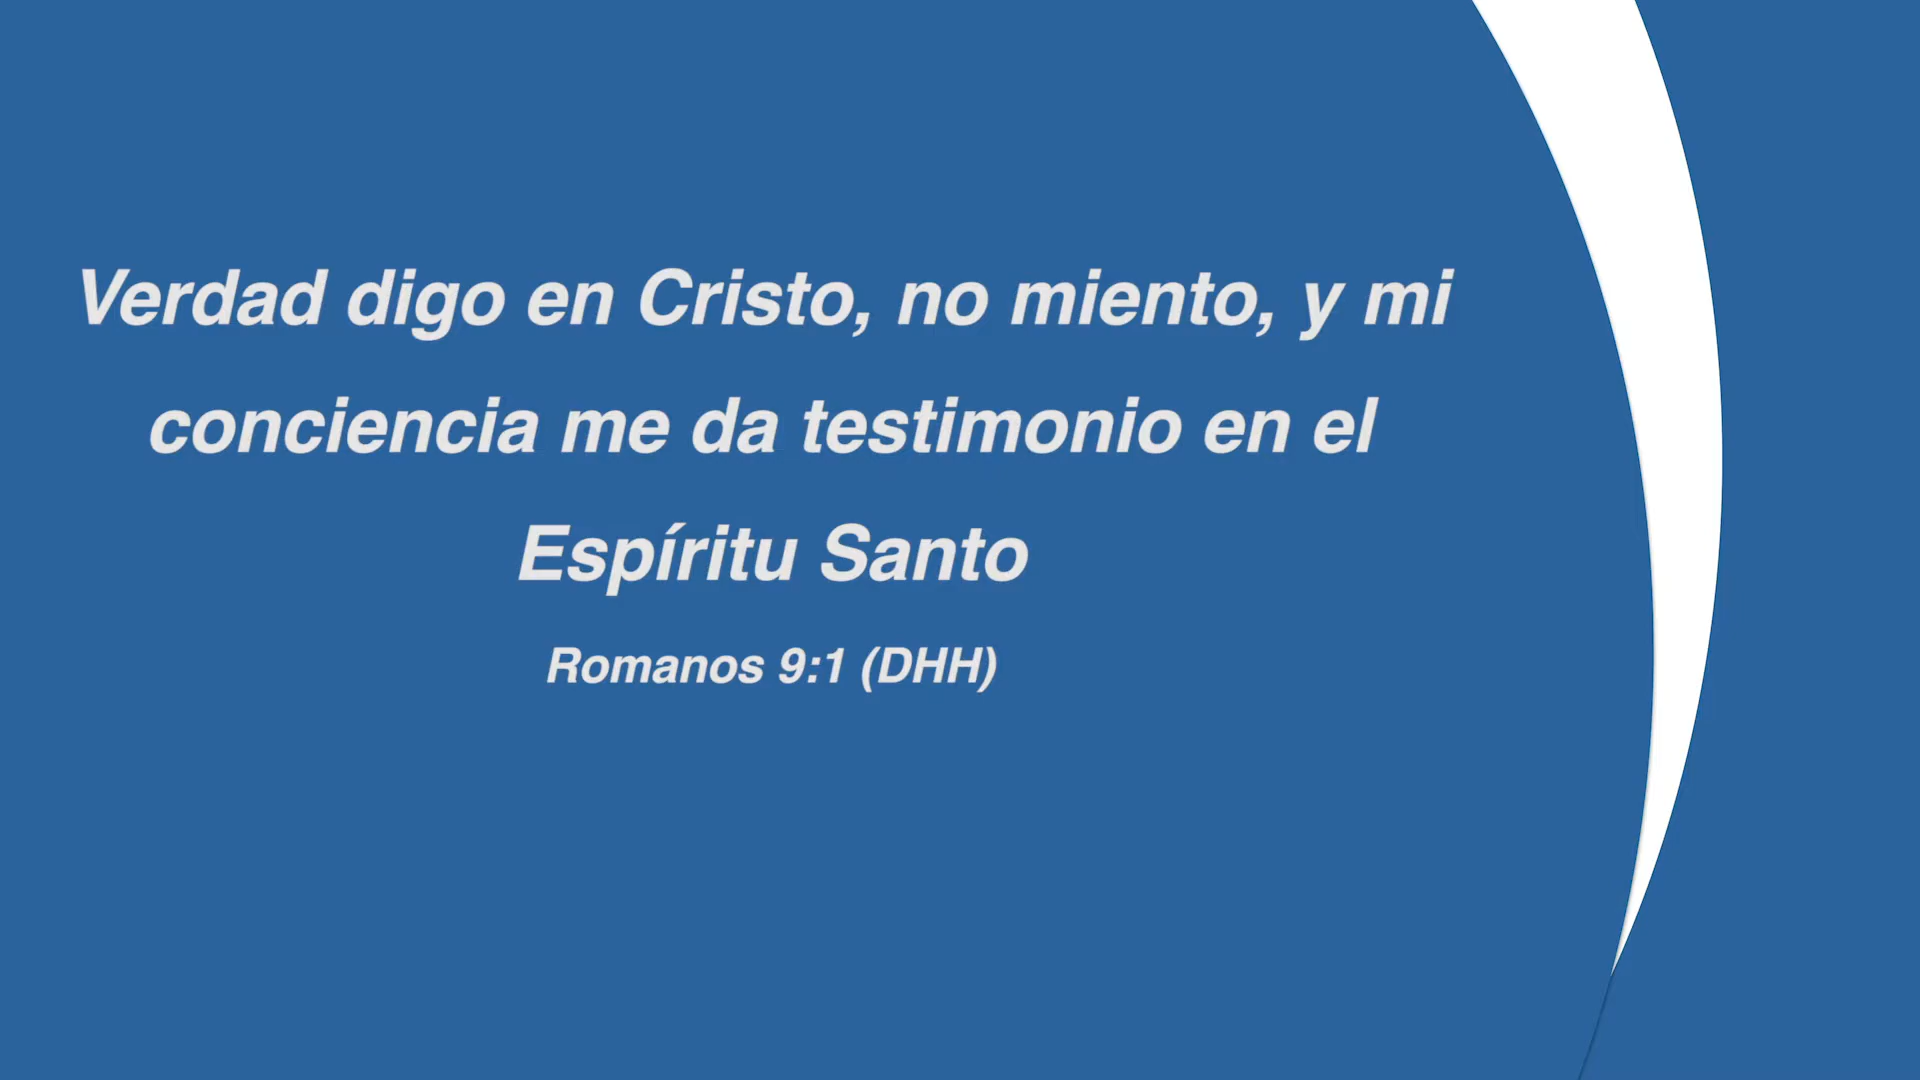 Verdad digo en Cristo, no miento, y mi
conciencia me da testimonio en el
Espíritu Santo
Romanos 9:1 (DHH)